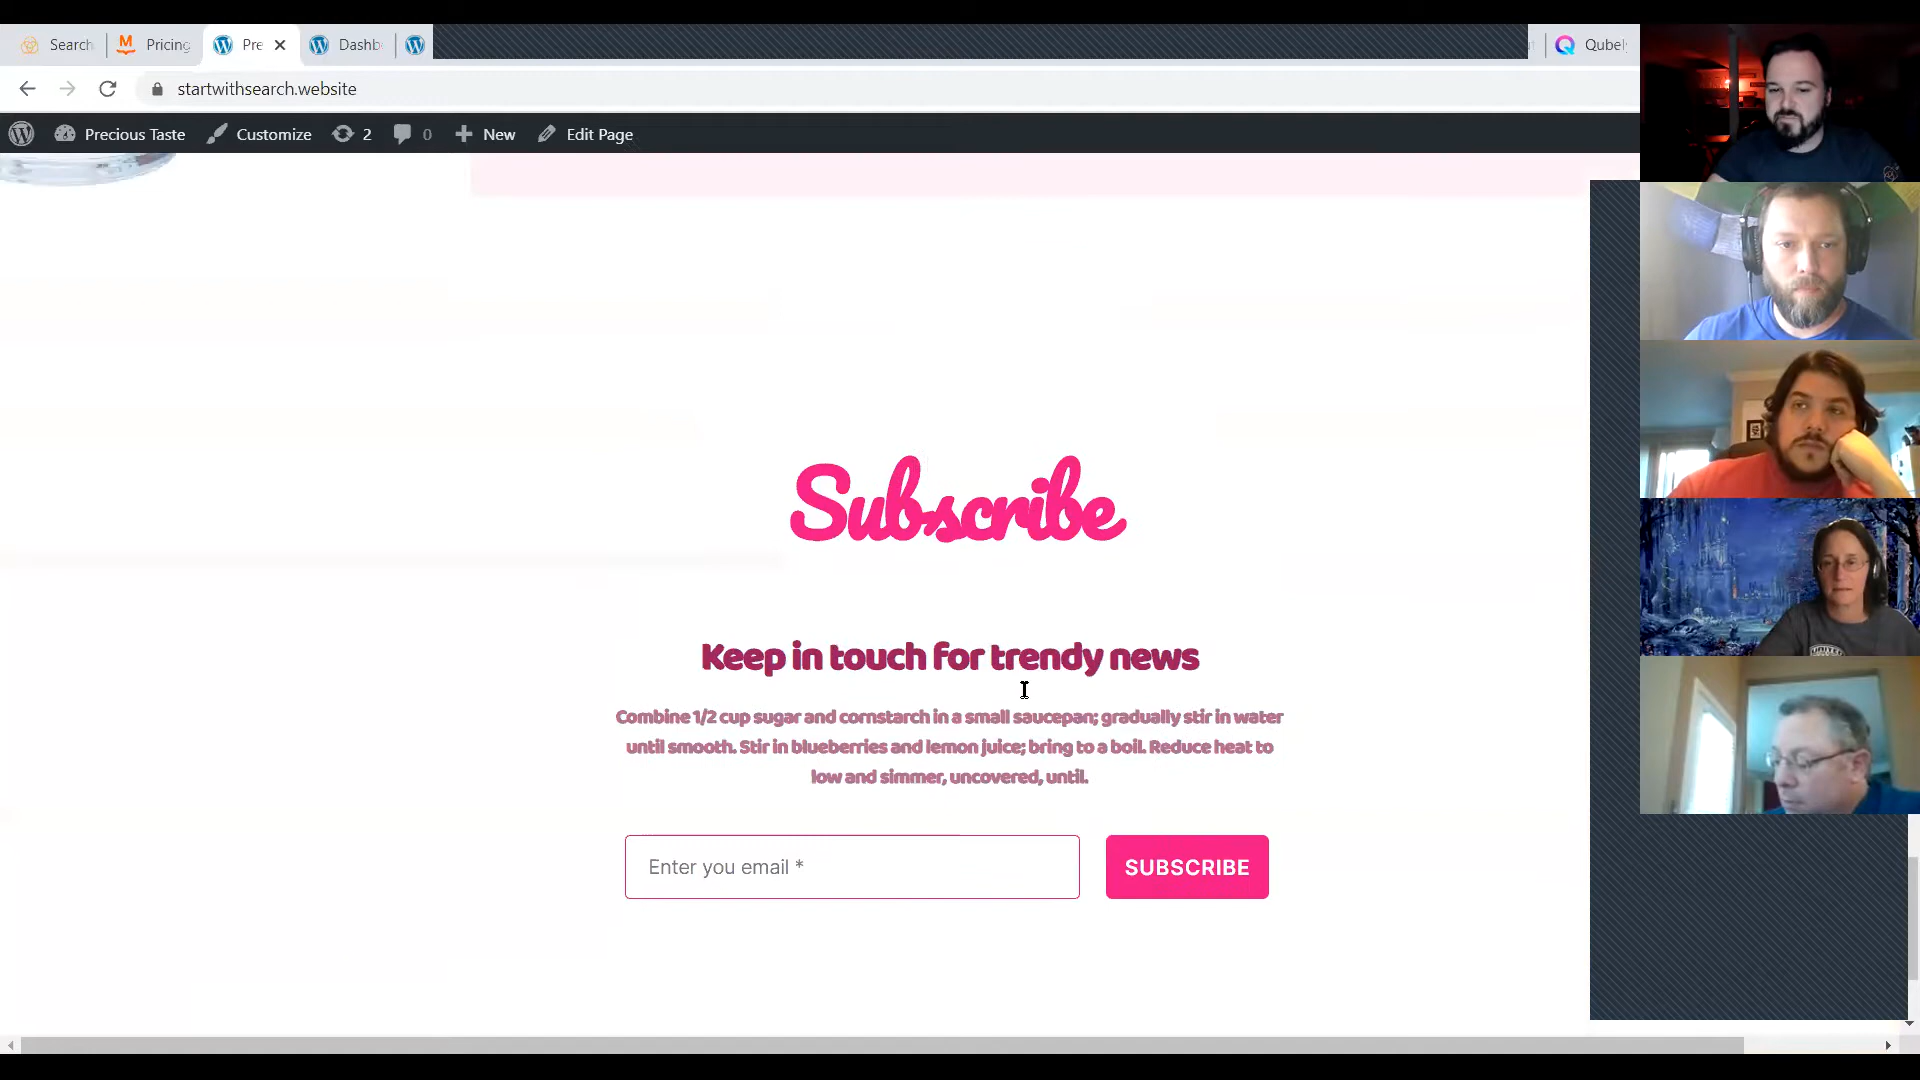 Search
Pricing
Pre
Dashb
Qubely
startwithsearch.website
Precious Taste
Customize
2
0
New
Edit Page
Subscribe
Keep in touch for trendy news
Combine 1/2 cup sugar and cornstarch in a small saucepan; gradually stir in water
until smooth. Stir in blueberries and lemon juice; bring to a boil. Reduce heat to
low and simmer, uncovered, until.
Enter you email *
SUBSCRIBE